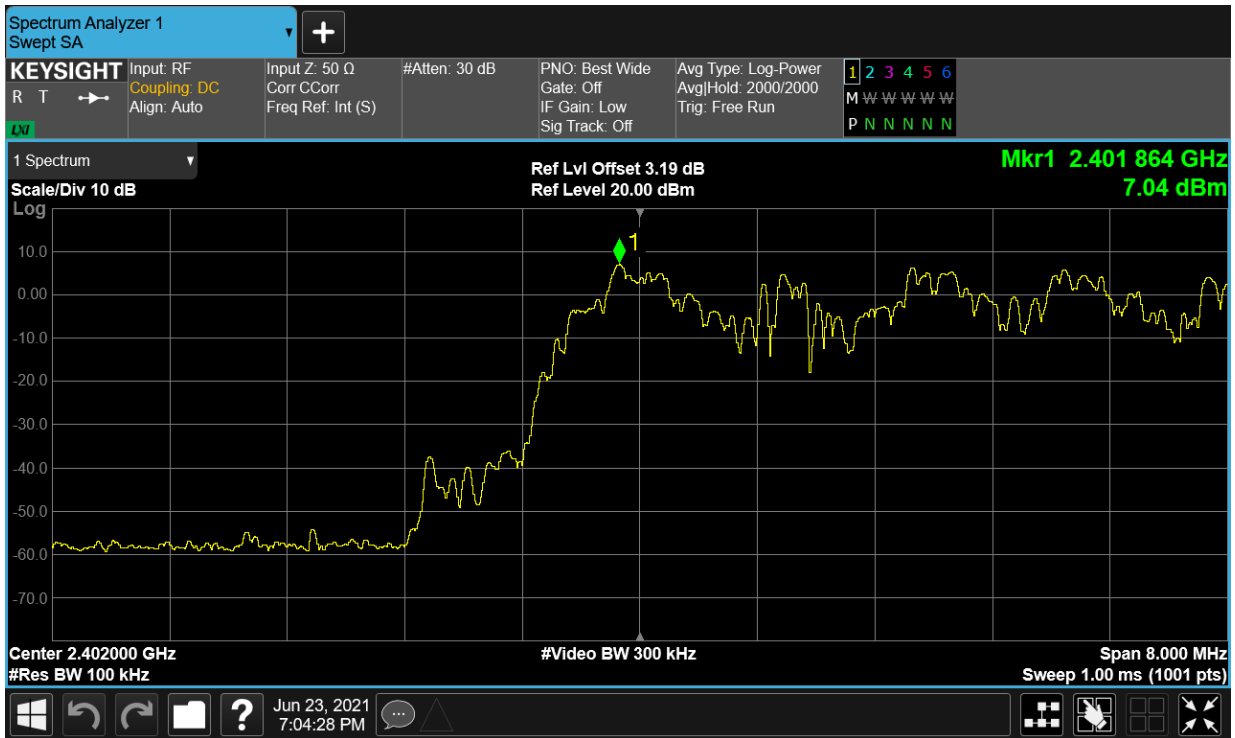 Spectrum Analyzer 1
Swept SA
KEYSIGHT
R T
LXI
Input: RF
Coupling: DC
Align: Auto
Input Z: 50 Ω
Corr CCorr
Freq Ref: Int (S)
#Atten: 30 dB
PNO: Best Wide
Gate: Off
IF Gain: Low
Sig Track: Off
Avg Type: Log-Power
Avg|Hold: 2000/2000
Trig: Free Run
1 2 3 4 5 6
M W W W W W
P N N N N N
1 Spectrum
Scale/Div 10 dB
Log
Ref Lvl Offset 3.19 dB
Ref Level 20.00 dBm
Mkr1 2.401 864 GHz
7.04 dBm
1
10.0
0.00
-10.0
-20.0
-30.0
-40.0
-50.0
-60.0
-70.0
Center 2.402000 GHz
#Res BW 100 kHz
#Video BW 300 kHz
Span 8.000 MHz
Sweep 1.00 ms (1001 pts)
?
Jun 23, 2021
7:04:28 PM